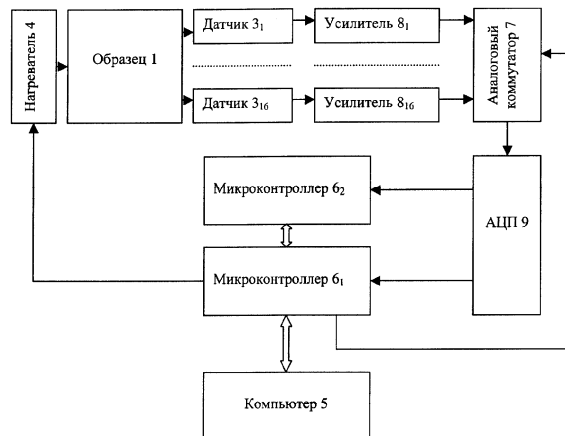 Нагреватель 4
Образец 1
Датчик 3₁
Усилитель 8₁
Аналоговый
коммутатор 7
Датчик 3₁₆
Усилитель 8₁₆
Микроконтроллер 6₂
АЦП 9
Микроконтроллер 6₁
Компьютер 5